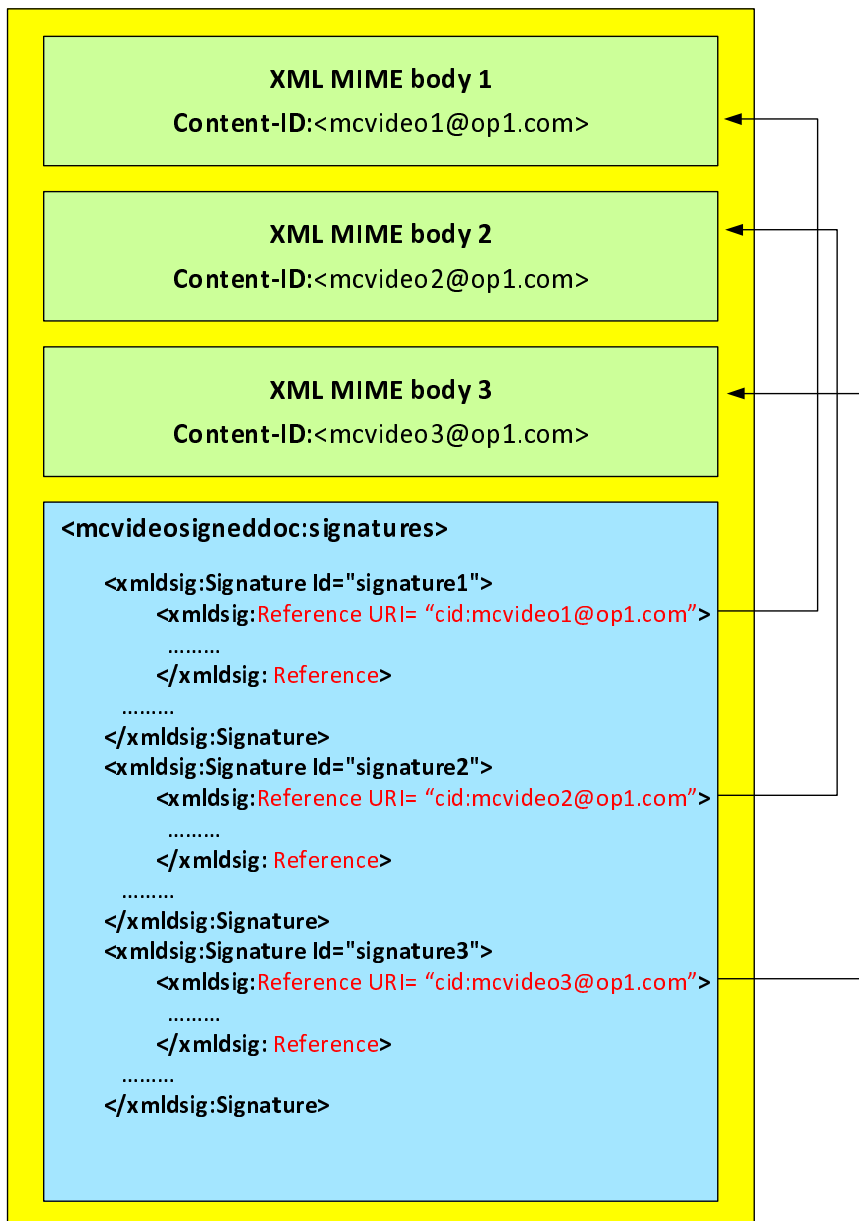 XML MIME body 1
Content-ID:<mcvideo1@op1.com>
XML MIME body 2
Content-ID:<mcvideo2@op1.com>
XML MIME body 3
Content-ID:<mcvideo3@op1.com>
<mcvideosigneddoc:signatures>
<xmldsig:Signature Id="signature1">
<xmldsig:Reference URI= “cid:mcvideo1@op1.com”>
.........
</xmldsig: Reference>
.........
</xmldsig:Signature>
<xmldsig:Signature Id="signature2">
<xmldsig:Reference URI= “cid:mcvideo2@op1.com”>
.........
</xmldsig: Reference>
.........
</xmldsig:Signature>
<xmldsig:Signature Id="signature3">
<xmldsig:Reference URI= “cid:mcvideo3@op1.com”>
.........
</xmldsig: Reference>
.........
</xmldsig:Signature>